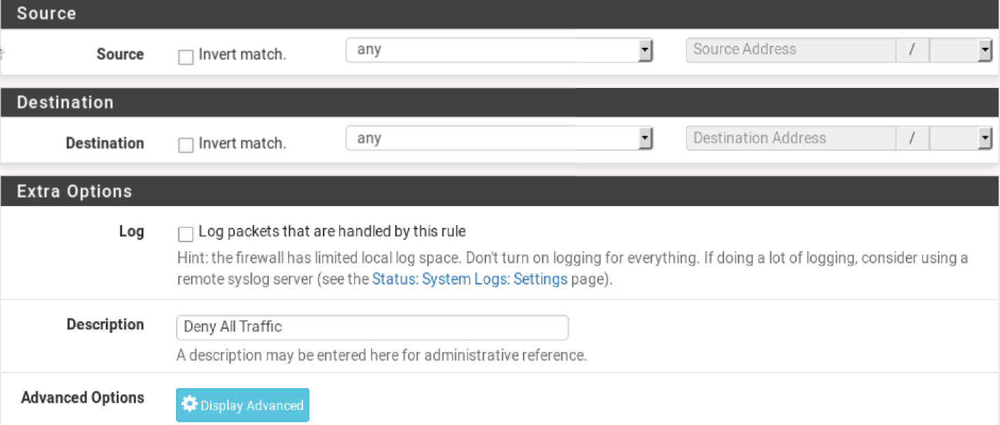 Source
Source Invert match. any Source Address /
Destination
Destination Invert match. any Destination Address /
Extra Options
Log Log packets that are handled by this rule
Hint: the firewall has limited local log space. Don't turn on logging for everything. If doing a lot of logging, consider using a
remote syslog server (see the Status: System Logs: Settings page).
Description Deny All Traffic
A description may be entered here for administrative reference.
Advanced Options Display Advanced